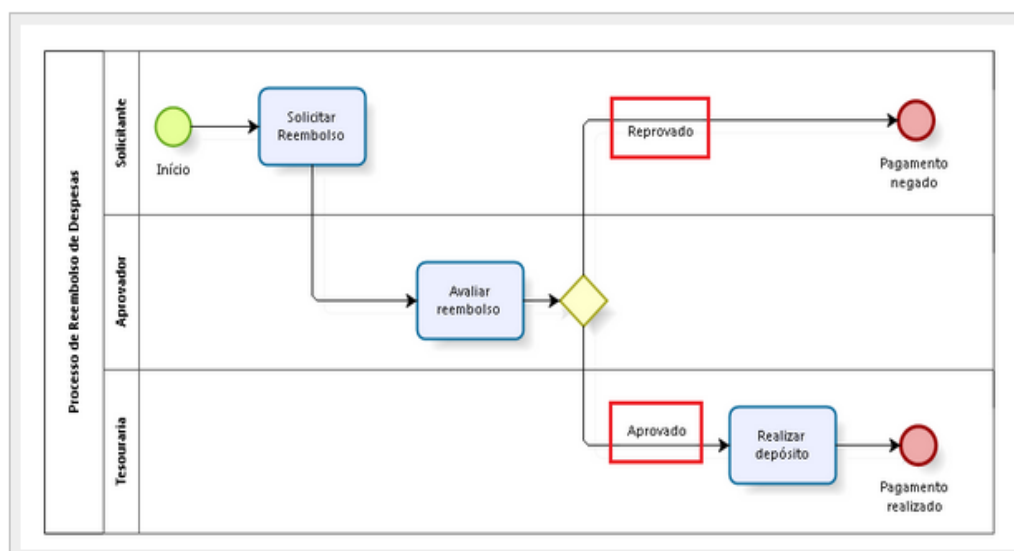 Processo de Reembolso de Despesas
Solicitante
Início
Solicitar
Reembolso
Reprovado
Pagamento
negado
Aprovador
Avaliar
reembolso
Tesouraria
Aprovado
Realizar
depósito
Pagamento
realizado